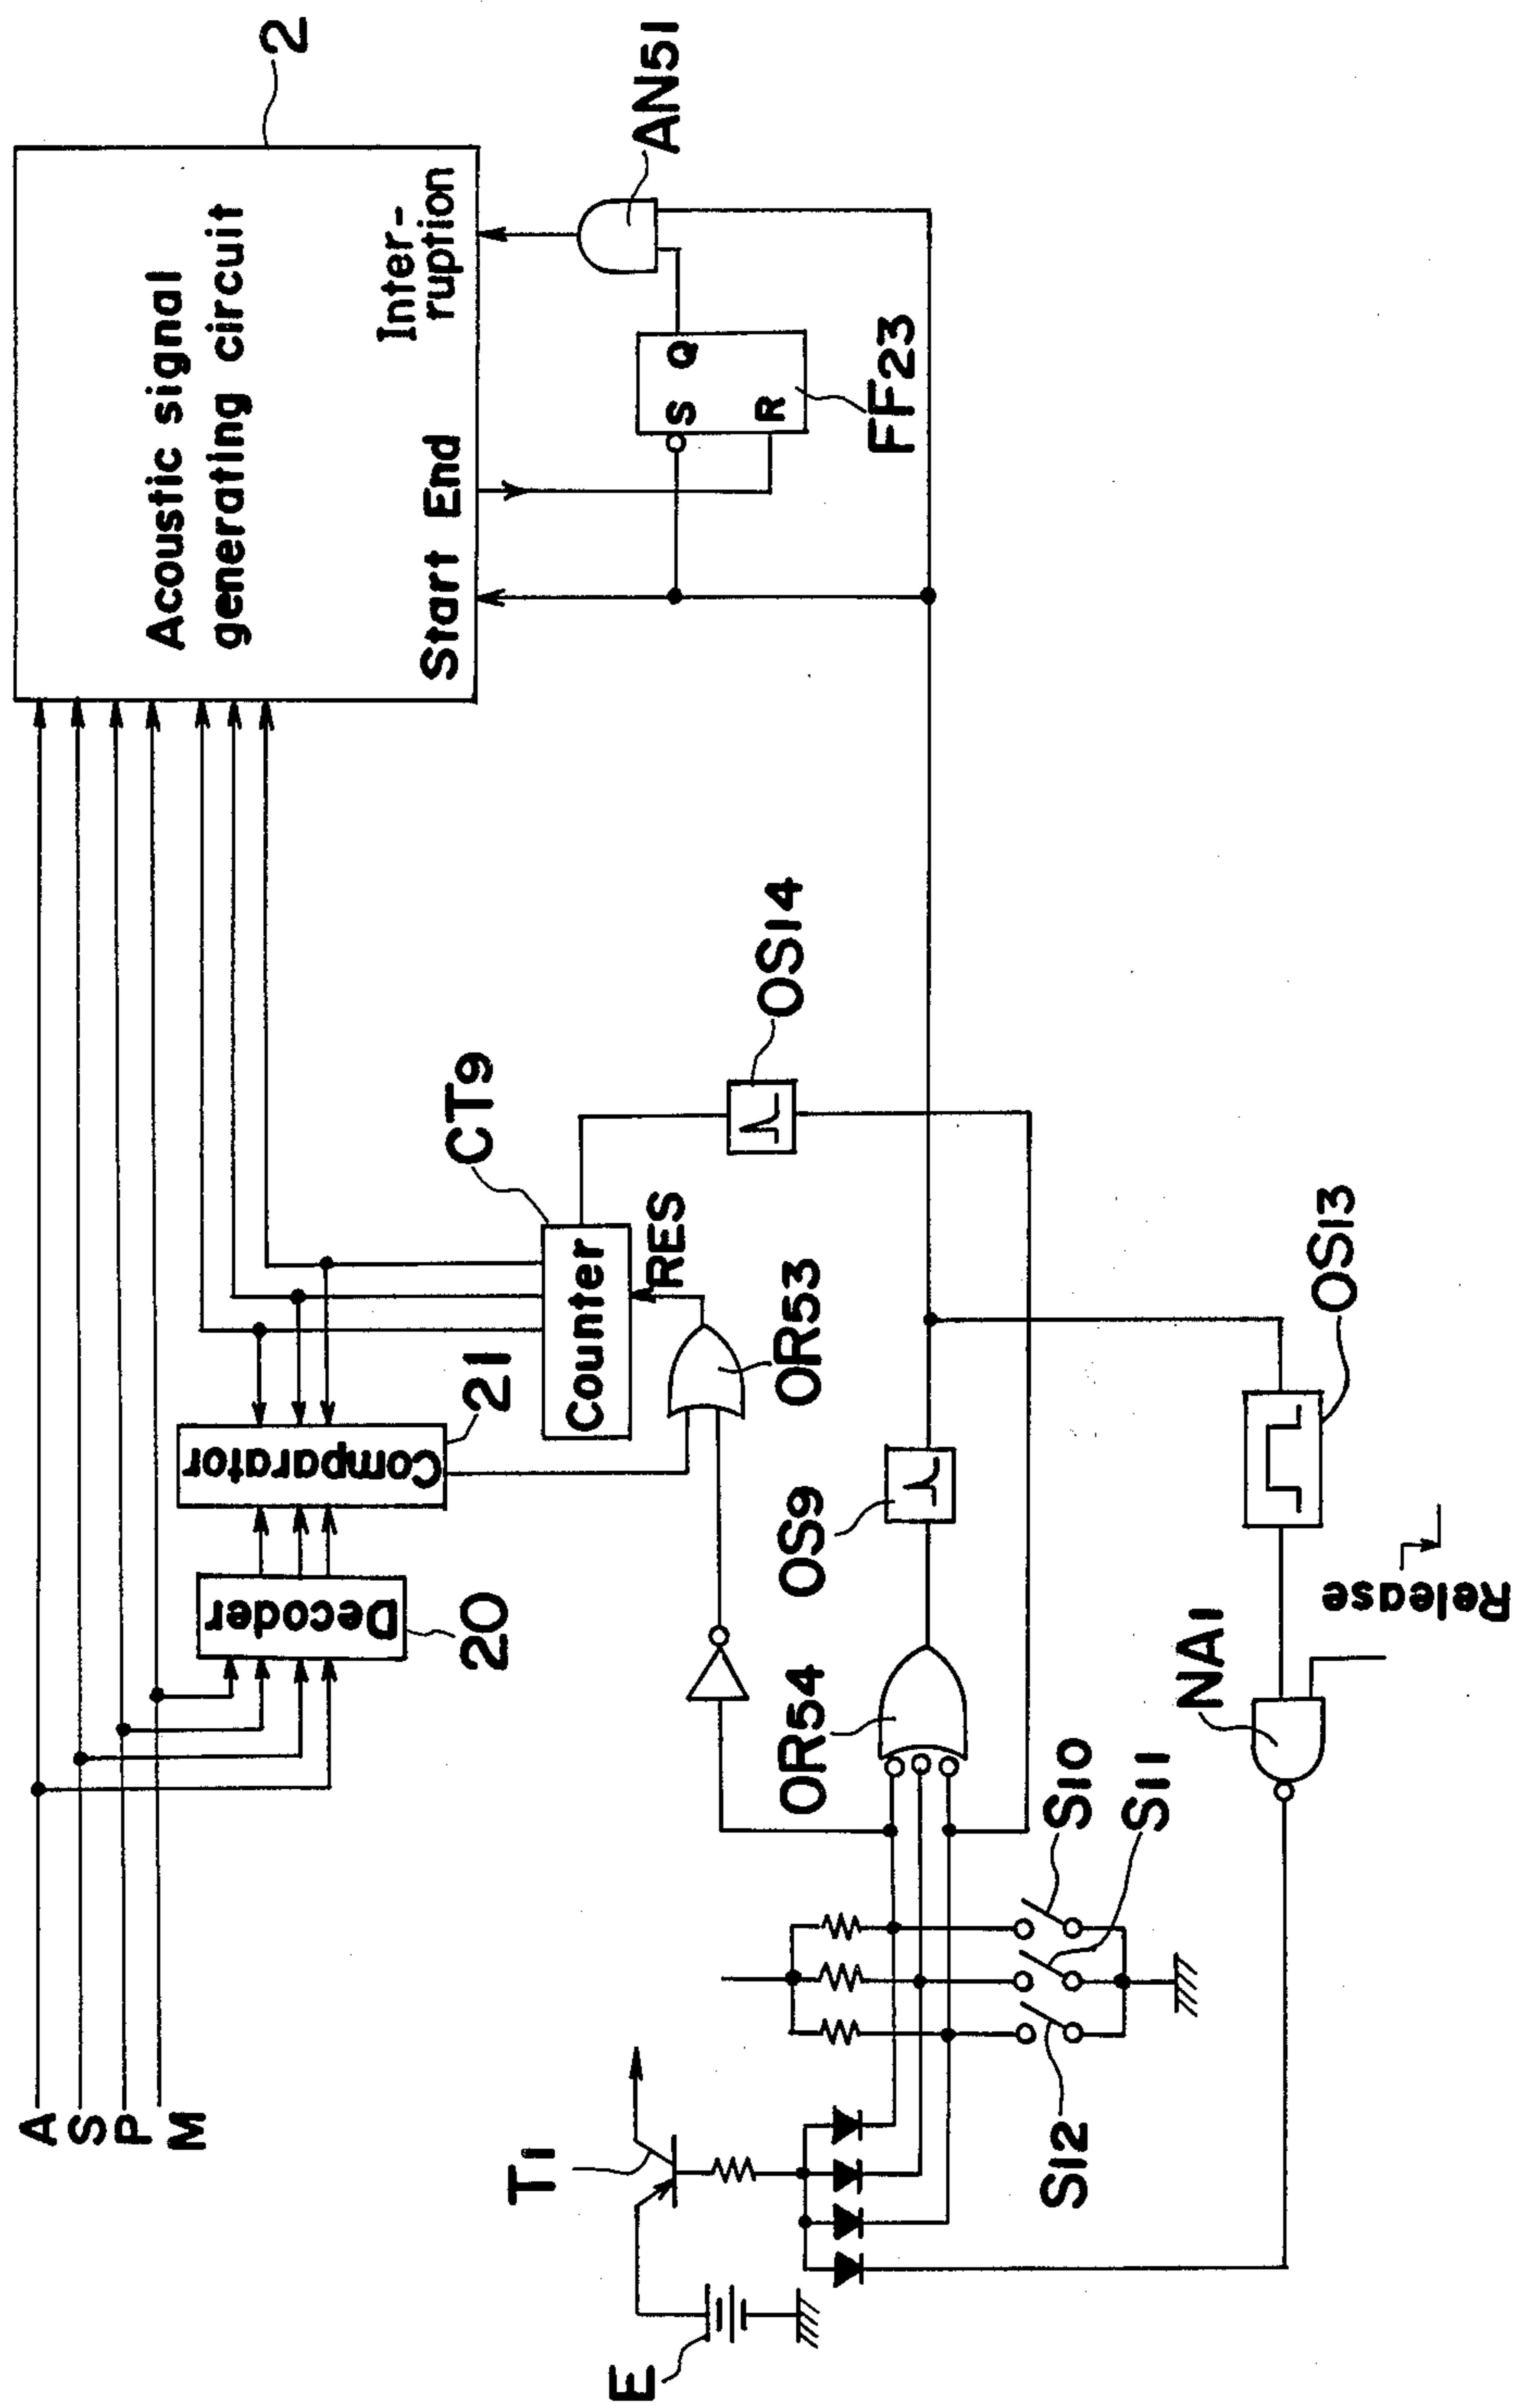 A
S
P
M
Acoustic signal
generating circuit
Start
End
Inter-
ruption
2
Decoder
20
Comparator
21
Counter
CT9
RES
OR53
OS14
AN51
S
Q
R
FF23
E
T1
S12
S11
S10
OR54
OS9
NA1
Release
OS13